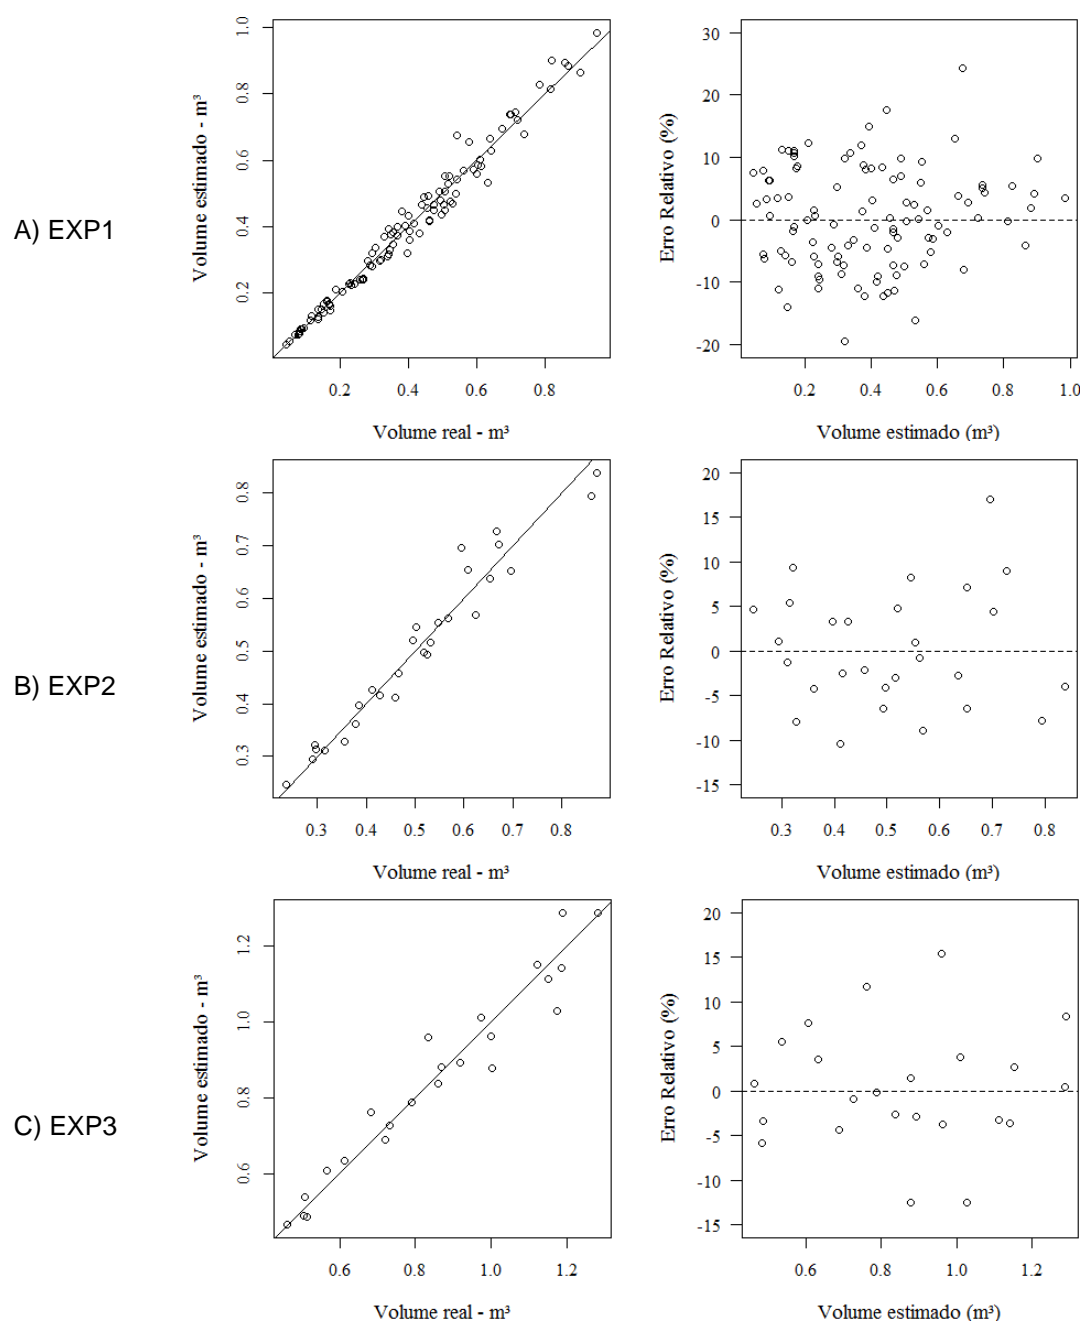 A) EXP1
Volume estimado - m³
0.2 0.4 0.6 0.8 1.0
0.2 0.4 0.6 0.8
Volume real - m³
Erro Relativo (%)
30
20
10
0
-10
-20
0.2 0.4 0.6 0.8 1.0
Volume estimado (m³)
B) EXP2
Volume estimado - m³
0.3 0.4 0.5 0.6 0.7 0.8
0.3 0.4 0.5 0.6 0.7 0.8
Volume real - m³
Erro Relativo (%)
20
15
10
5
0
-5
-10
-15
0.3 0.4 0.5 0.6 0.7 0.8
Volume estimado (m³)
C) EXP3
Volume estimado - m³
0.6 0.8 1.0 1.2
0.6 0.8 1.0 1.2
Volume real - m³
Erro Relativo (%)
20
15
10
5
0
-5
-10
-15
0.6 0.8 1.0 1.2
Volume estimado (m³)